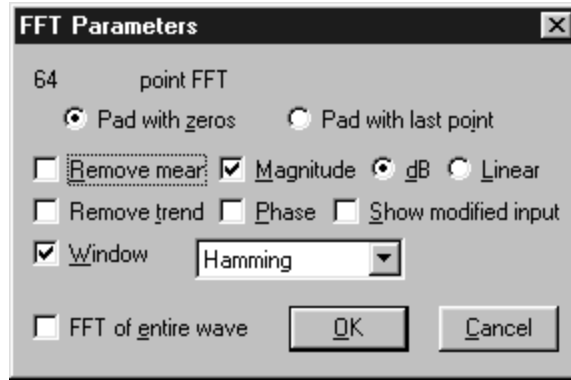 FFT Parameters
64 point FFT
Pad with zeros Pad with last point
Remove mear Magnitude dB Linear
Remove trend Phase Show modified input
Window Hamming
FFT of entire wave OK Cancel